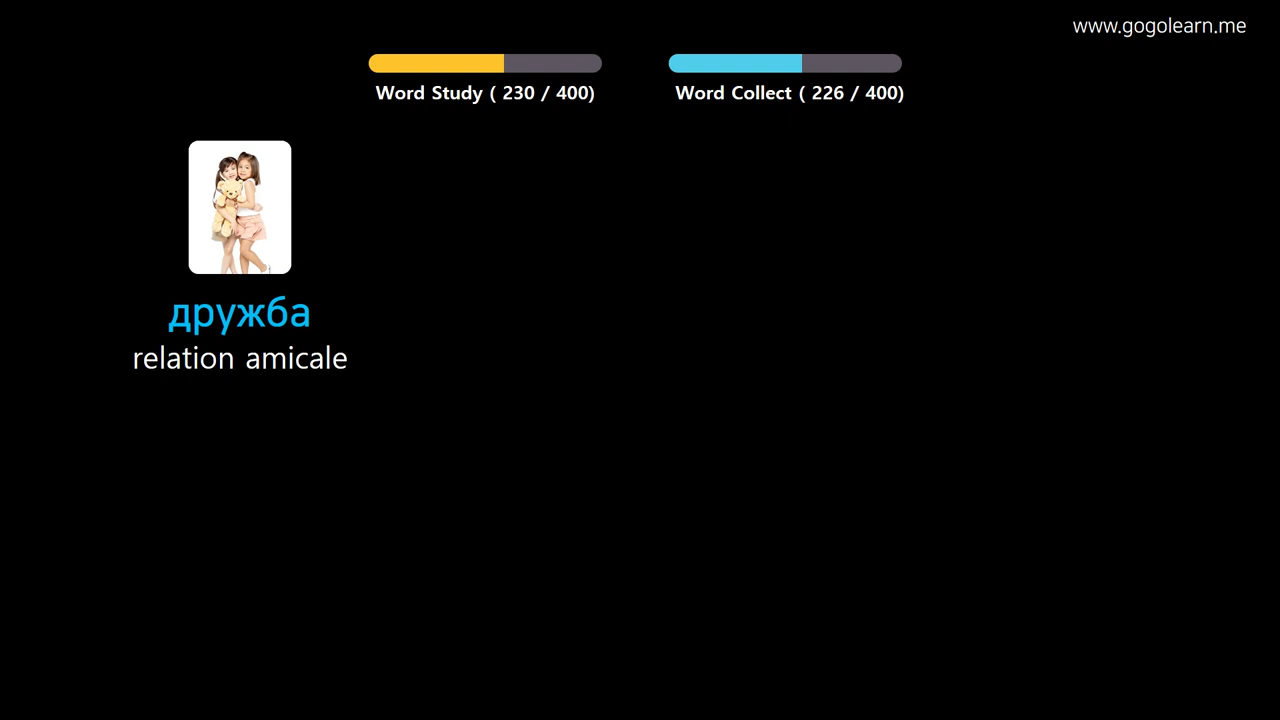 www.gogolearn.me
Word Study ( 230 / 400)
Word Collect ( 226 / 400)
дружба
relation amicale